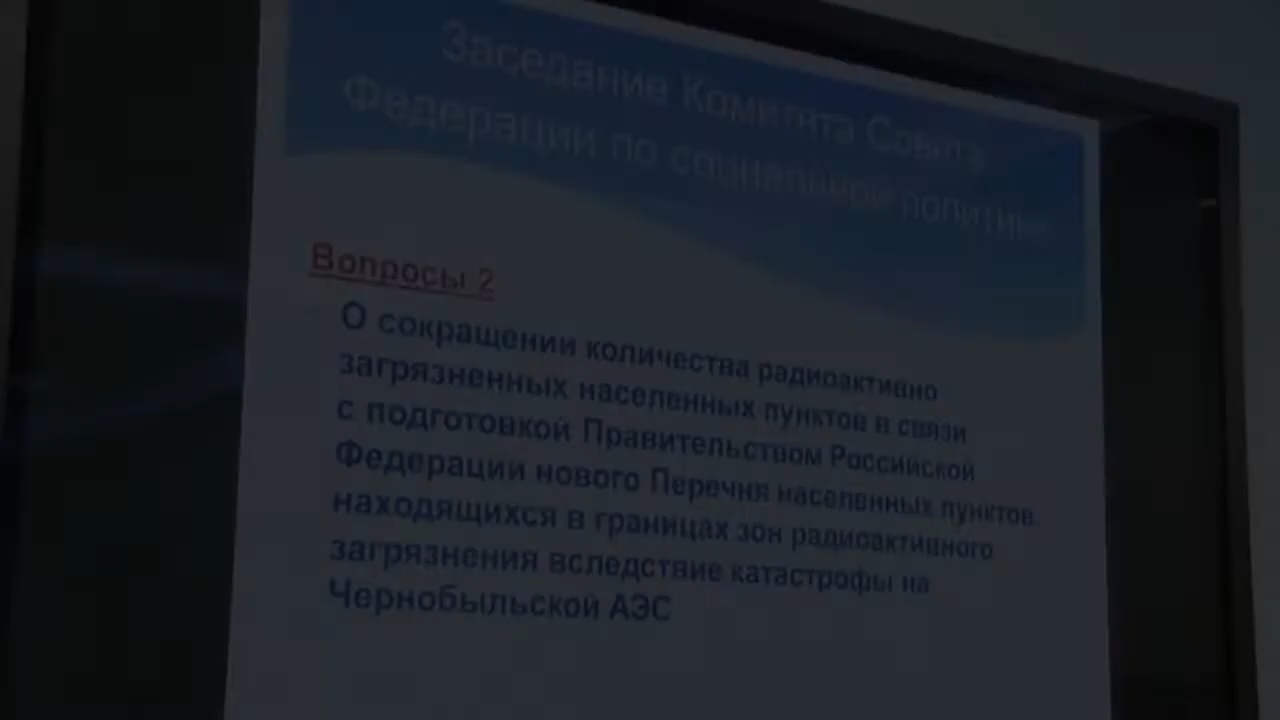 Заседание Комитета Совета
Федерации по социальной политике
Вопросы 2
О сокращении количества радиоактивно
загрязненных населенных пунктов в связи
с подготовкой Правительством Российской
Федерации нового Перечня населенных пунктов,
находящихся в границах зон радиоактивного
загрязнения вследствие катастрофы на
Чернобыльской АЭС